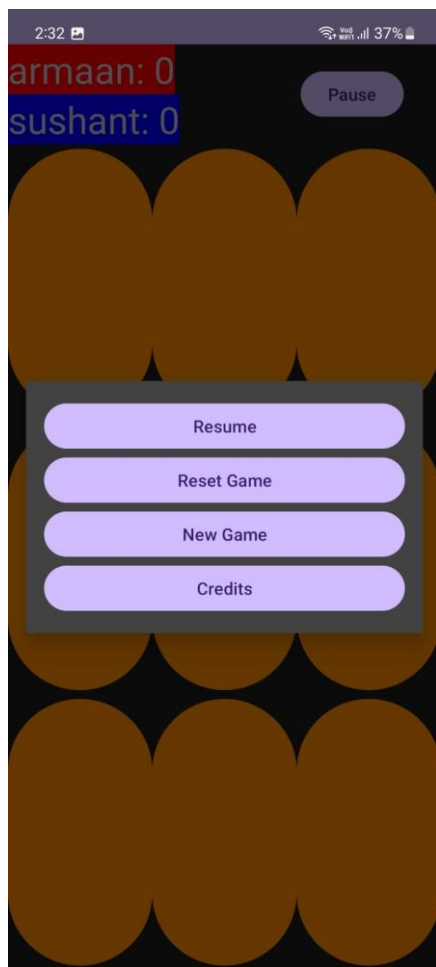 2:32 37%
armaan: 0
Pause
sushant: 0
Resume
Reset Game
New Game
Credits